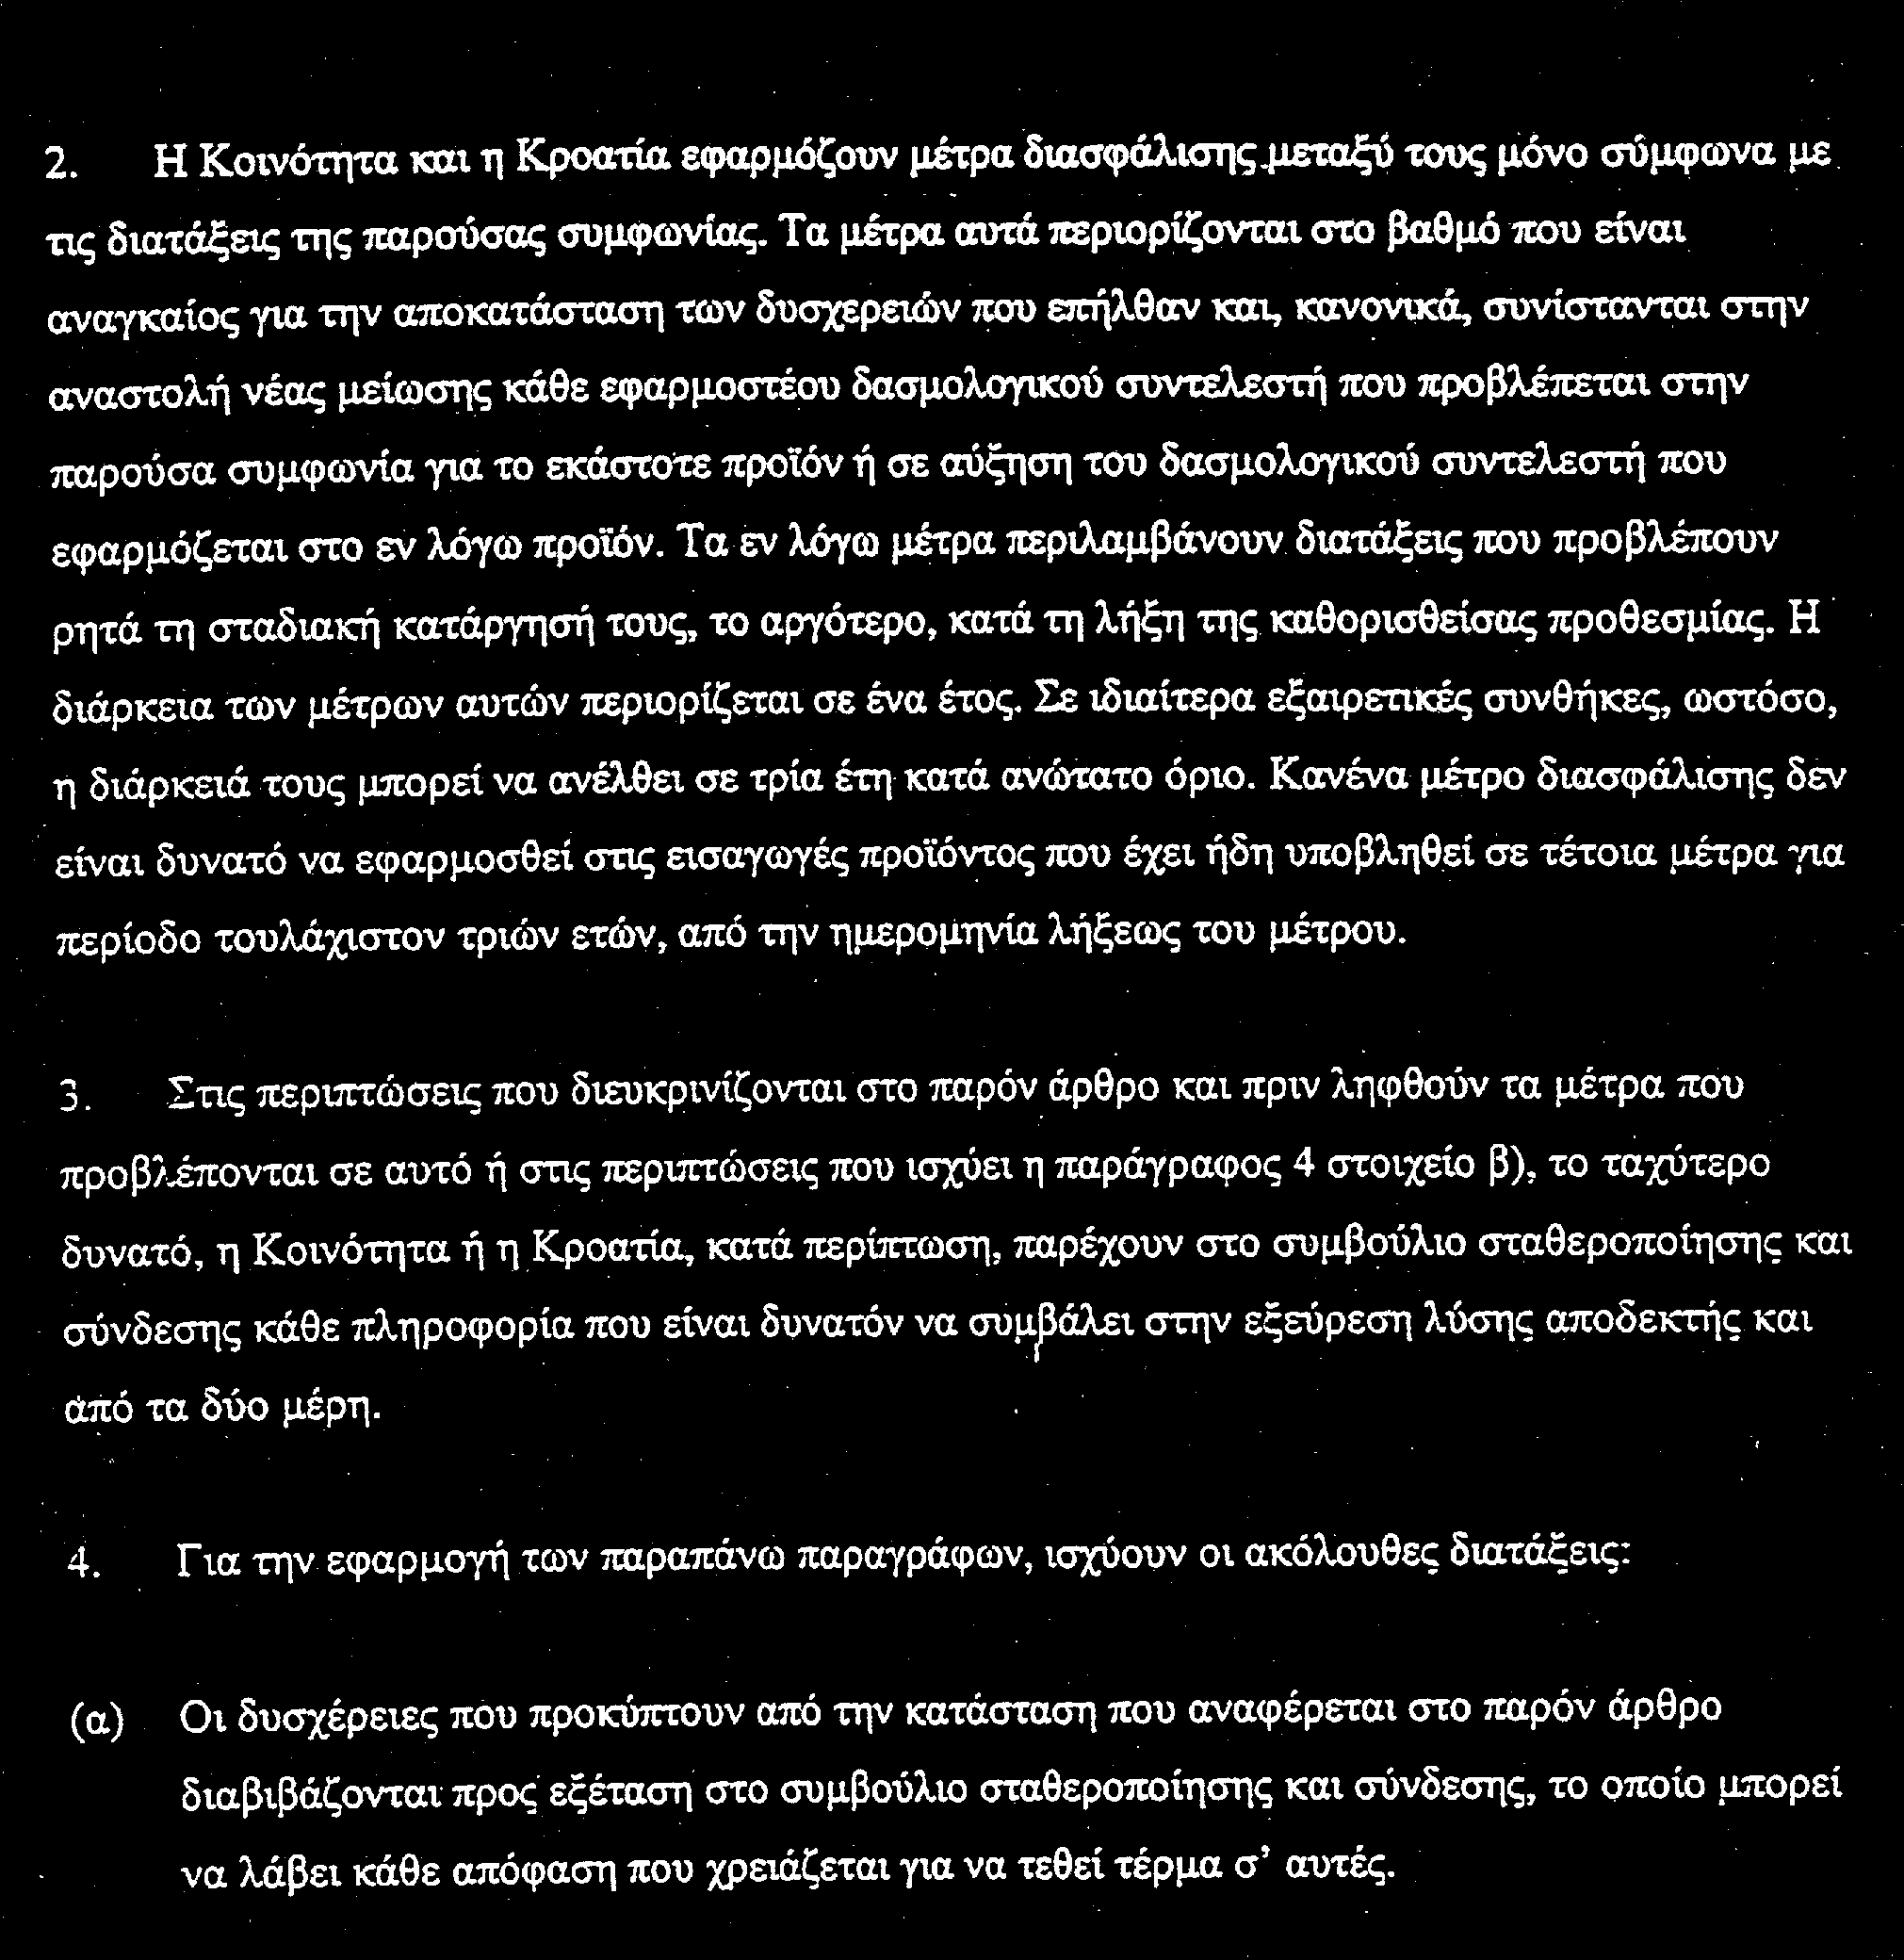 2. Η Κοινότητα και η Κροατία εφαρμόζουν μέτρα διασφάλισης μεταξύ τους μόνο σύμφωνα με
τις διατάξεις της παρούσας συμφωνίας. Τα μέτρα αυτά περιορίζονται στο βαθμό που είναι
αναγκαίος για την αποκατάσταση των δυσχερειών που επήλθαν και, κανονικά, συνίστανται στην
αναστολή νέας μείωσης κάθε εφαρμοστέου δασμολογικού συντελεστή που προβλέπεται στην
παρούσα συμφωνία για το εκάστοτε προϊόν ή σε αύξηση του δασμολογικού συντελεστή που
εφαρμόζεται στο εν λόγω προϊόν. Τα εν λόγω μέτρα περιλαμβάνουν διατάξεις που προβλέπουν
ρητά τη σταδιακή κατάργησή τους, το αργότερο, κατά τη λήξη της καθορισθείσας προθεσμίας. Η
διάρκεια των μέτρων αυτών περιορίζεται σε ένα έτος. Σε ιδιαίτερα εξαιρετικές συνθήκες, ωστόσο,
η διάρκειά τους μπορεί να ανέλθει σε τρία έτη κατά ανώτατο όριο. Κανένα μέτρο διασφάλισης δεν
είναι δυνατό να εφαρμοσθεί στις εισαγωγές προϊόντος που έχει ήδη υποβληθεί σε τέτοια μέτρα για
περίοδο τουλάχιστον τριών ετών, από την ημερομηνία λήξεως του μέτρου.
3. Στις περιπτώσεις που διευκρινίζονται στο παρόν άρθρο και πριν ληφθούν τα μέτρα που
προβλέπονται σε αυτό ή στις περιπτώσεις που ισχύει η παράγραφος 4 στοιχείο β), το ταχύτερο
δυνατό, η Κοινότητα ή η Κροατία, κατά περίπτωση, παρέχουν στο συμβούλιο σταθεροποίησης και
σύνδεσης κάθε πληροφορία που είναι δυνατόν να συμβάλει στην εξεύρεση λύσης αποδεκτής και
από τα δύο μέρη.
4. Για την εφαρμογή των παραπάνω παραγράφων, ισχύουν οι ακόλουθες διατάξεις:
(α) Οι δυσχέρειες που προκύπτουν από την κατάσταση που αναφέρεται στο παρόν άρθρο
διαβιβάζονται προς εξέταση στο συμβούλιο σταθεροποίησης και σύνδεσης, το οποίο μπορεί
να λάβει κάθε απόφαση που χρειάζεται για να τεθεί τέρμα σ' αυτές.